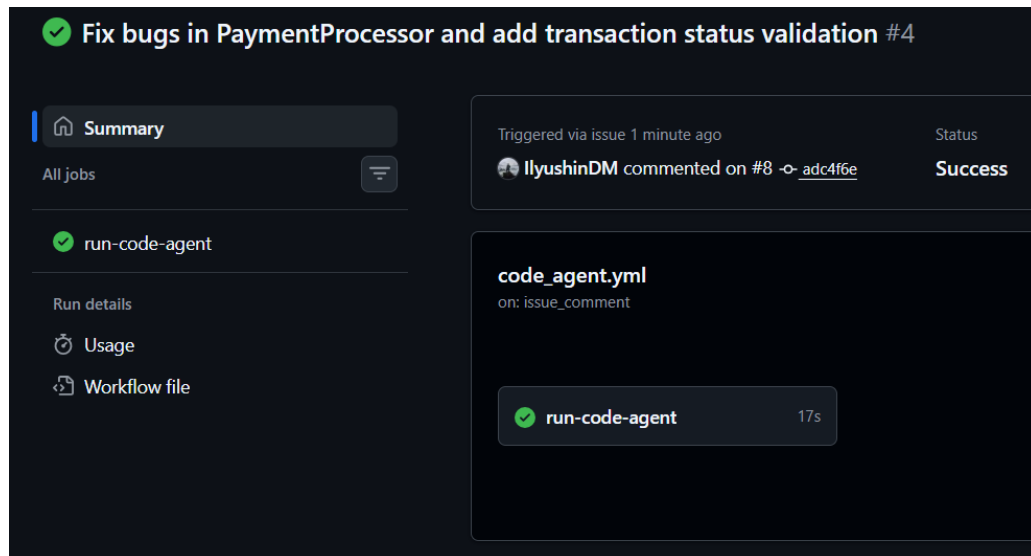 Fix bugs in PaymentProcessor and add transaction status validation #4
Summary
All jobs
run-code-agent
Run details
Usage
Workflow file
Triggered via issue 1 minute ago
IlyushinDM commented on #8 adc4f6e
Status
Success
code_agent.yml
on: issue_comment
run-code-agent 17s